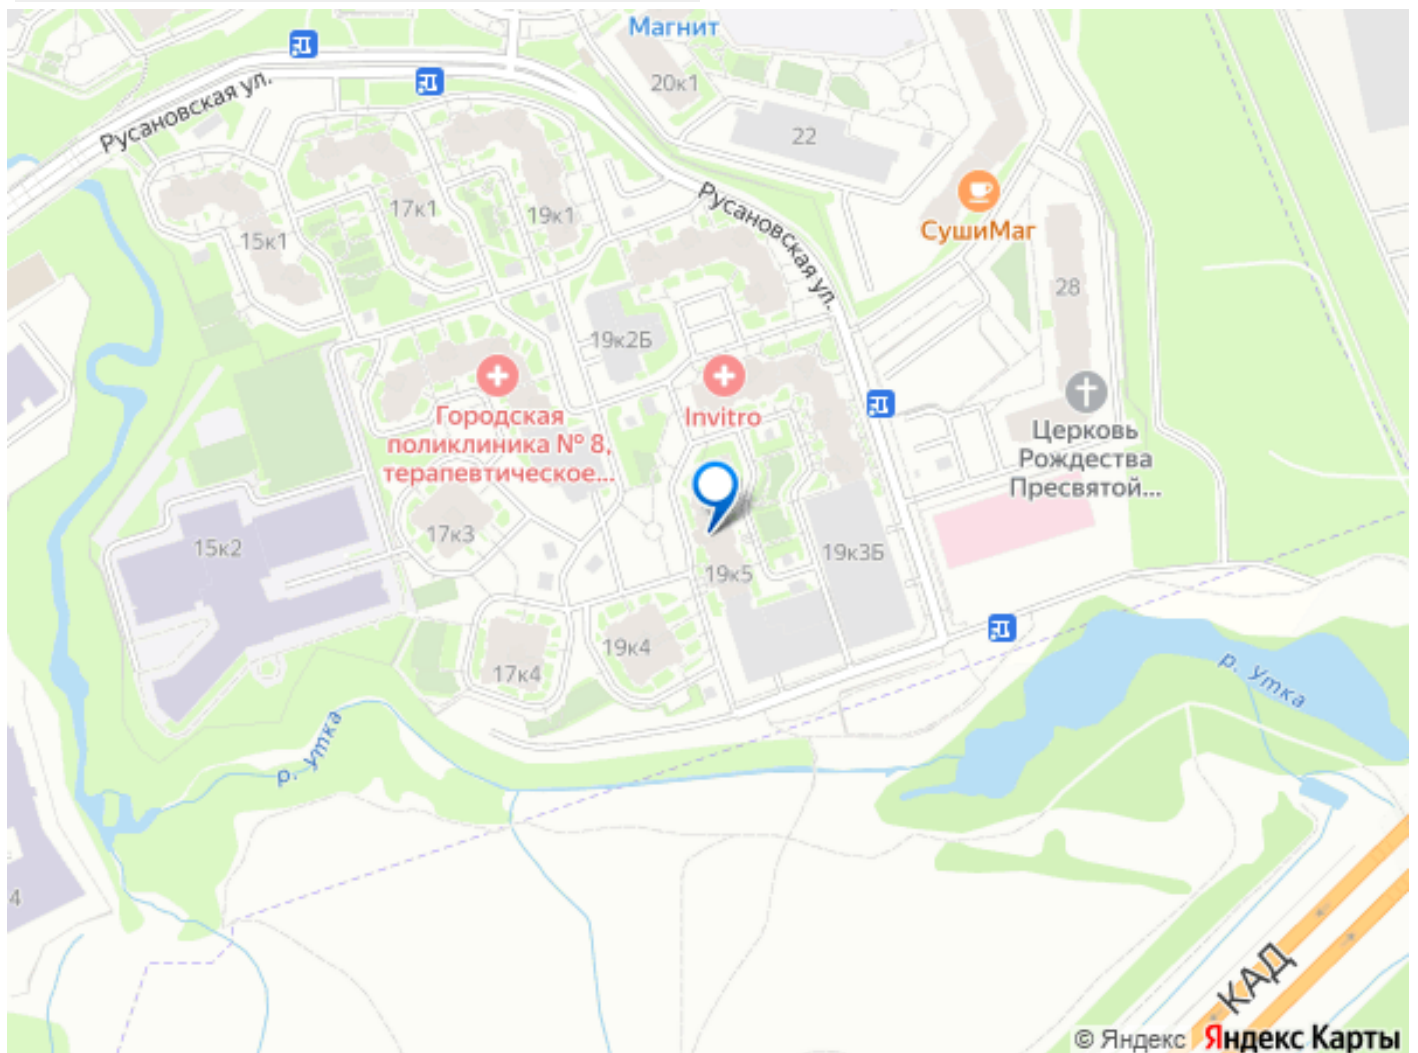 Магнит
20к1
Русановская ул.
22
17к1
19к1
Русановская ул.
15к1
СушиМаг
28
19к2Б
Городская
поликлиника № 8,
терапевтическое...
Invitro
Церковь
Рождества
Пресвятой...
15к2
17к3
19к5
19к3Б
19к4
17к4
р. Утка
р. Утка
4
КАД
© Яндекс Яндекс Карты